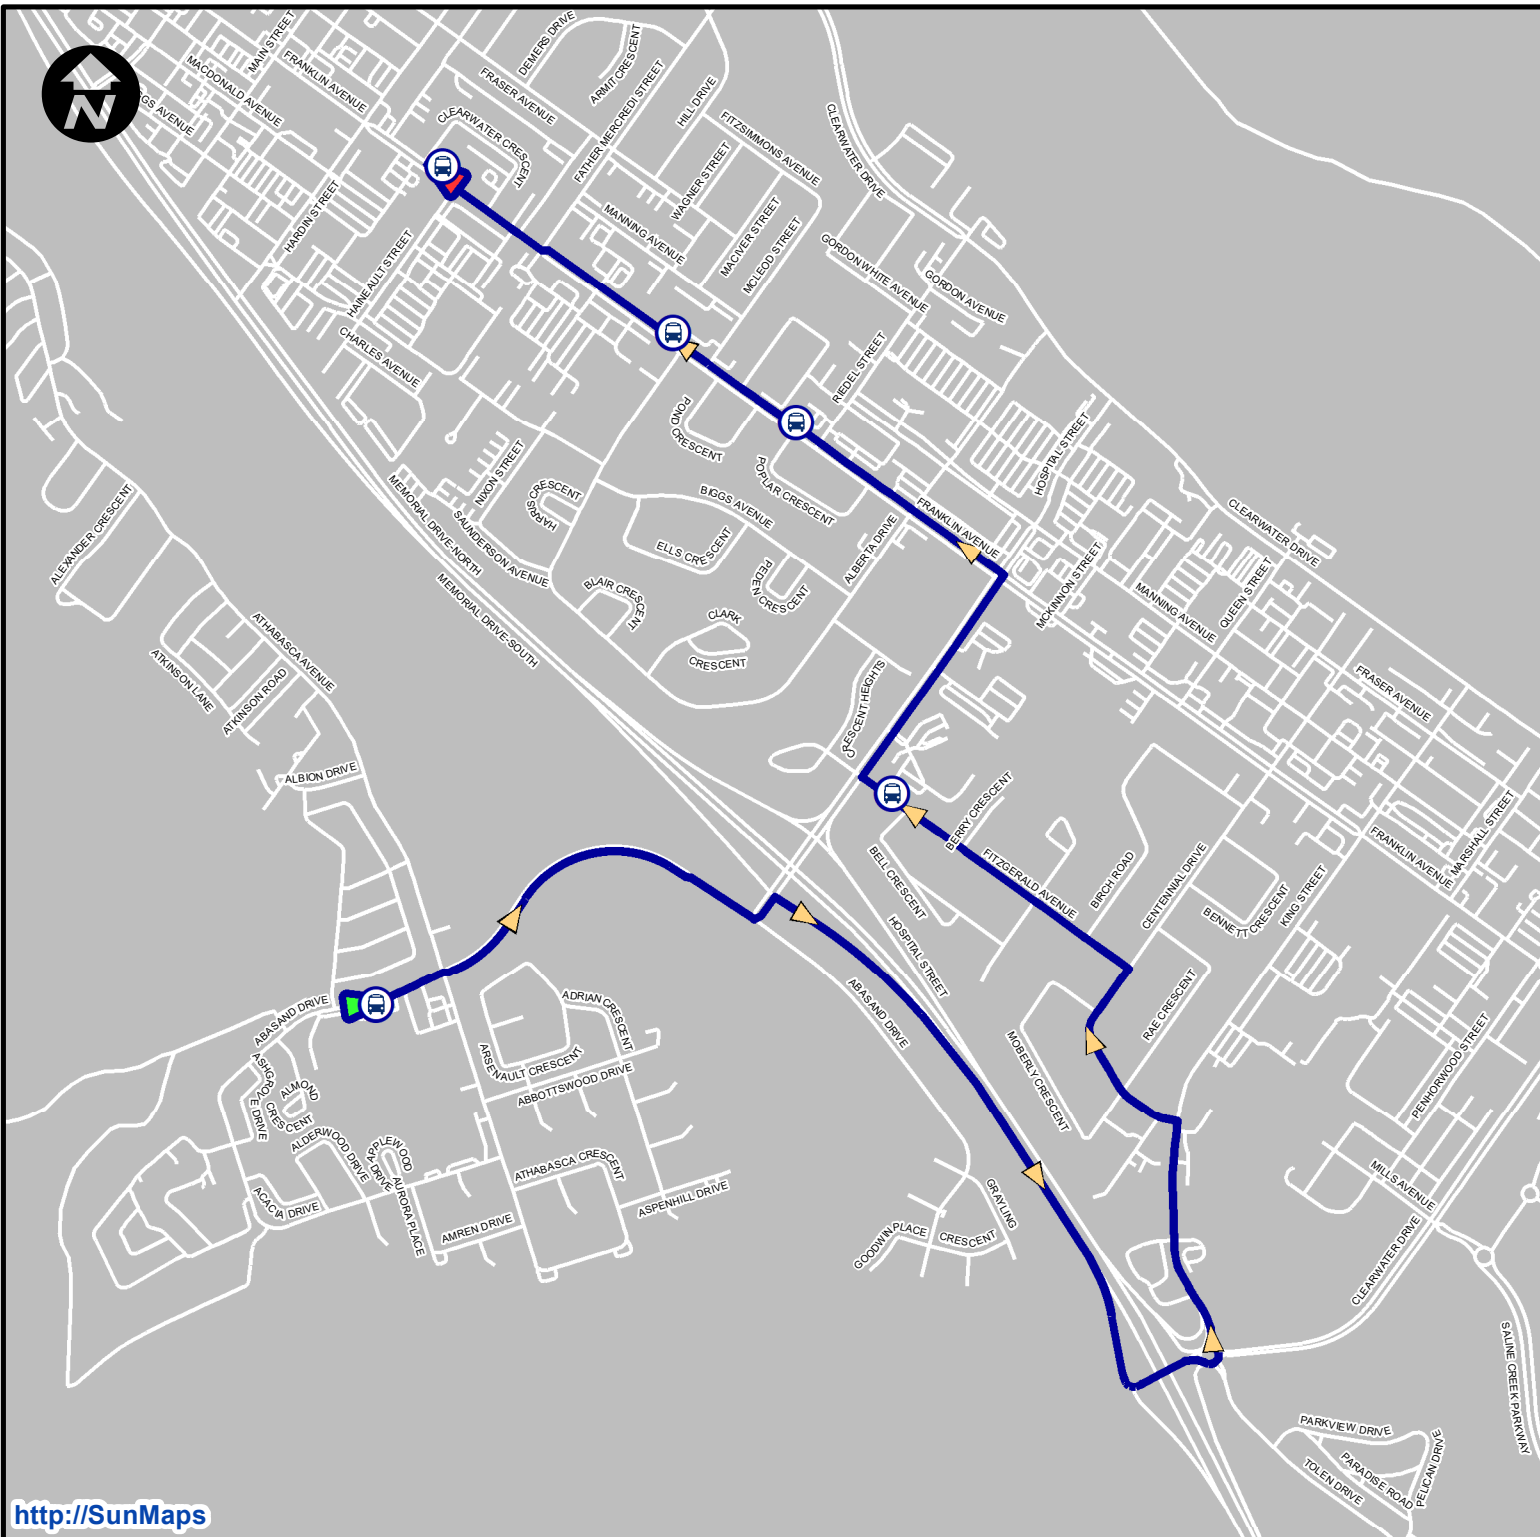 N
MAIN STREET
MACDONALD AVENUE
FRANKLIN AVENUE
GGS AVENUE
DEMERS DRIVE
ARMIT CRESCENT
FRASER AVENUE
FATHER MERCREDI STREET
HILL DRIVE
CLEARWATER CRESCENT
FITZSIMMONS AVENUE
CLEARWATER DRIVE
WAGNER STREET
MANNING AVENUE
MACIVER STREET
MCLEOD STREET
GORDON WHITE AVENUE
GORDON AVENUE
HARDIN STREET
HAINEAULT STREET
CHARLES AVENUE
RIEDEL STREET
POND CRESCENT
POPLAR CRESCENT
HOSPITAL STREET
NIXON STREET
HARRIS CRESCENT
SAUNDERSON AVENUE
MEMORIAL DRIVE-NORTH
MEMORIAL DRIVE-SOUTH
BIGGS AVENUE
ELLS CRESCENT
PEDEN CRESCENT
BLAIR CRESCENT
CLARK
CRESCENT
ALBERTA DRIVE
FRANKLIN AVENUE
MCKINNON STREET
CLEARWATER DRIVE
QUEEN STREET
MANNING AVENUE
FRASER AVENUE
ALEXANDER CRESCENT
ATHABASCA AVENUE
ATKINSON LANE
ATKINSON ROAD
ALBION DRIVE
CRESCENT HEIGHTS
BERRY CRESCENT
BELL CRESCENT
FITZGERALD AVENUE
BIRCH ROAD
CENTENNIAL DRIVE
BENNETT CRESCENT
KING STREET
FRANKLIN AVENUE
MARSHALL STREET
HOSPITAL STREET
ABASAND DRIVE
ABASAND DRIVE
ADRIAN CRESCENT
ARSENAULT CRESCENT
ABBOTTSWOOD DRIVE
RAE CRESCENT
MOBERLY CRESCENT
PENHORWOOD STREET
ASHGROVE DRIVE
ALMOND
CRESCENT
ALDERWOOD DRIVE
APPLEWOOD
DRIVE
ACACIA DRIVE
AURORA PLACE
AMREN DRIVE
ATHABASCA CRESCENT
ASPENHILL DRIVE
GRAYLING
CRESCENT
GOODWIN PLACE
MILLS AVENUE
CLEARWATER DRIVE
SALINE CREEK PARKWAY
PARKVIEW DRIVE
PARADISE ROAD
TOLEN DRIVE
PELICAN DRIVE
http://SunMaps